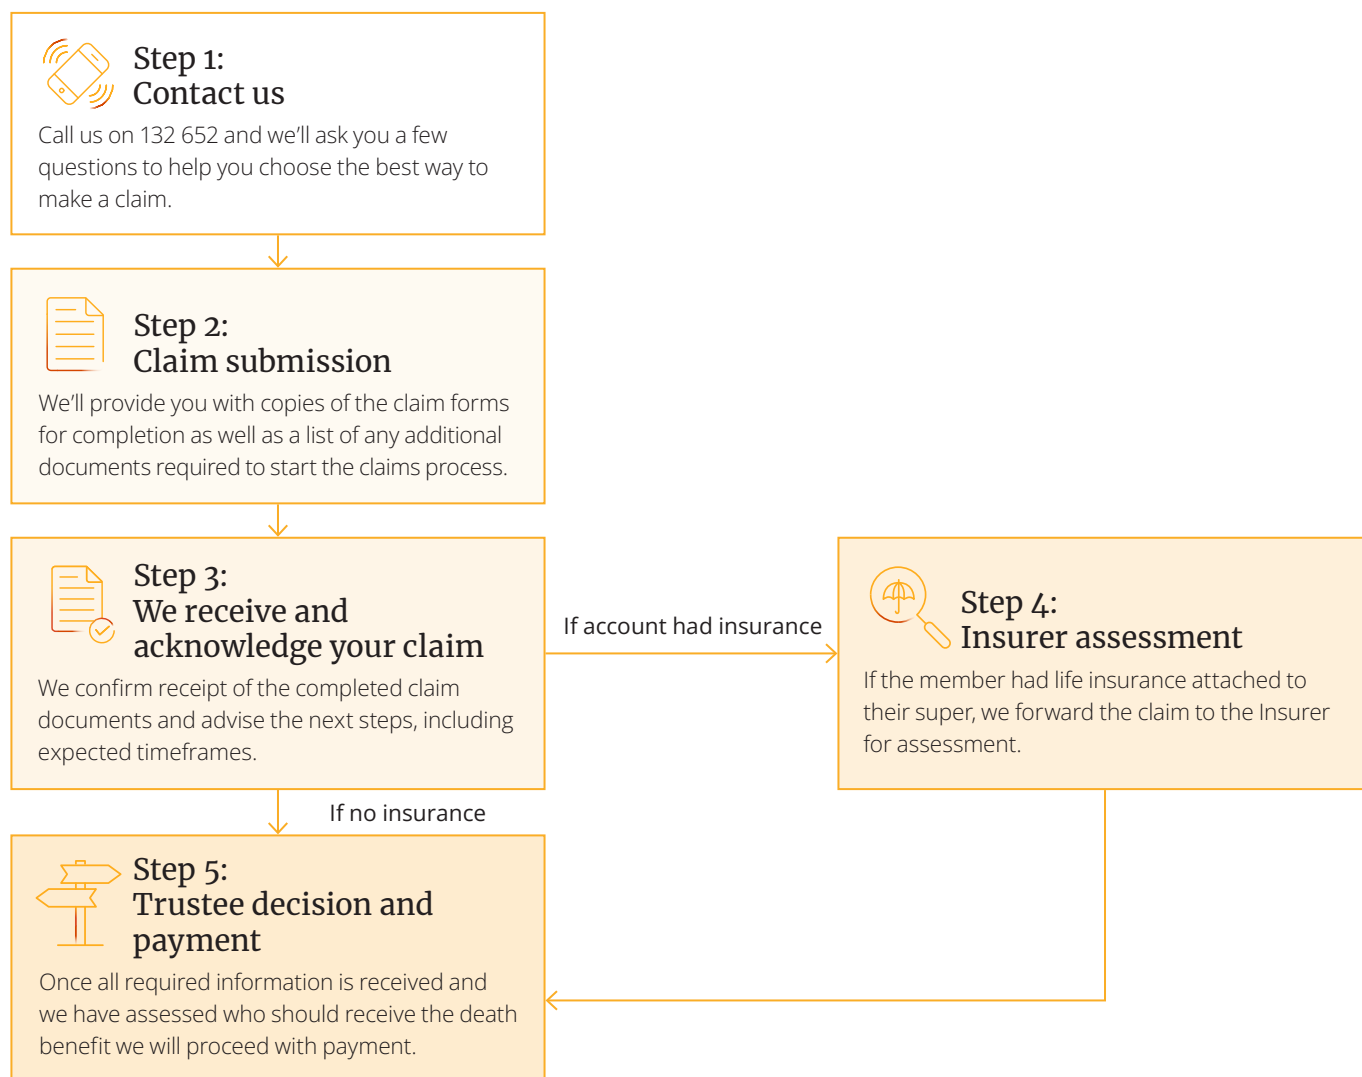 Step 1:
Contact us
Call us on 132 652 and we’ll ask you a few
questions to help you choose the best way to
make a claim.
Step 2:
Claim submission
We’ll provide you with copies of the claim forms
for completion as well as a list of any additional
documents required to start the claims process.
Step 3:
We receive and
acknowledge your claim
We confirm receipt of the completed claim
documents and advise the next steps, including
expected timeframes.
If account had insurance
Step 4:
Insurer assessment
If the member had life insurance attached to
their super, we forward the claim to the Insurer
for assessment.
If no insurance
Step 5:
Trustee decision and
payment
Once all required information is received and
we have assessed who should receive the death
benefit we will proceed with payment.